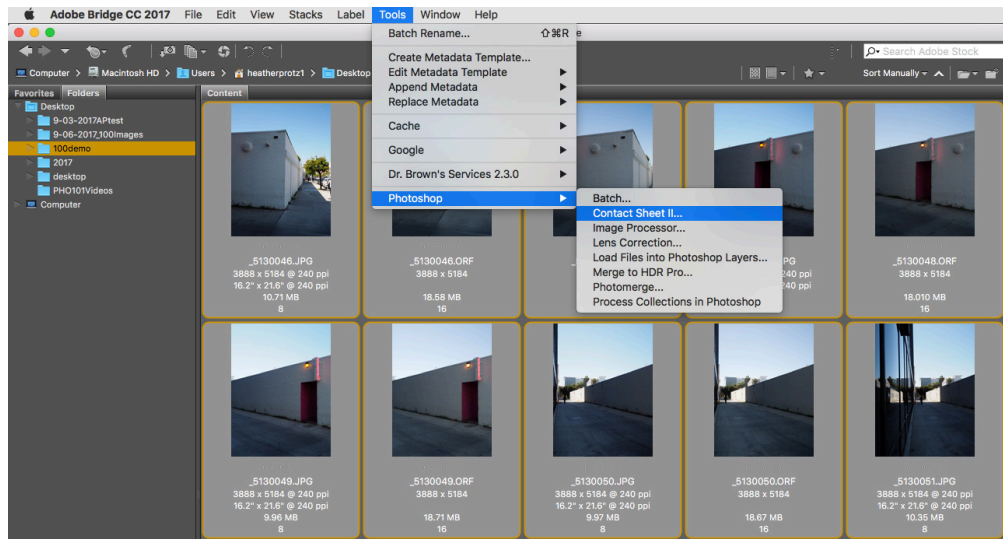 Adobe Bridge CC 2017 File Edit View Stacks Label Tools Window Help
Batch Rename... ⇧⌘R
e
Create Metadata Template...
Edit Metadata Template
Append Metadata
Replace Metadata
Cache
Google
Dr. Brown's Services 2.3.0
Photoshop
Batch...
Contact Sheet II...
Image Processor...
Lens Correction...
Load Files into Photoshop Layers...
Merge to HDR Pro...
Photomerge...
Process Collections in Photoshop
Search Adobe Stock
Computer > Macintosh HD > Users > heatherprotz1 > Desktop
Sort Manually
Favorites Folders
Content
Desktop
9-03-2017APtest
9-06-2017_100Images
100demo
2017
desktop
PHO101Videos
Computer
_5130046.JPG
3888 x 5184 @ 240 ppi
16.2" x 21.6" @ 240 ppi
10.71 MB
8
_5130046.ORF
3888 x 5184
18.58 MB
16
PG
240 ppi
40 ppi
_5130048.ORF
3888 x 5184
18.010 MB
16
_5130049.JPG
3888 x 5184 @ 240 ppi
16.2" x 21.6" @ 240 ppi
9.96 MB
8
_5130049.ORF
3888 x 5184
18.71 MB
16
_5130050.JPG
3888 x 5184 @ 240 ppi
16.2" x 21.6" @ 240 ppi
9.97 MB
8
_5130050.ORF
3888 x 5184
18.67 MB
16
_5130051.JPG
3888 x 5184 @ 240 ppi
16.2" x 21.6" @ 240 ppi
10.35 MB
8